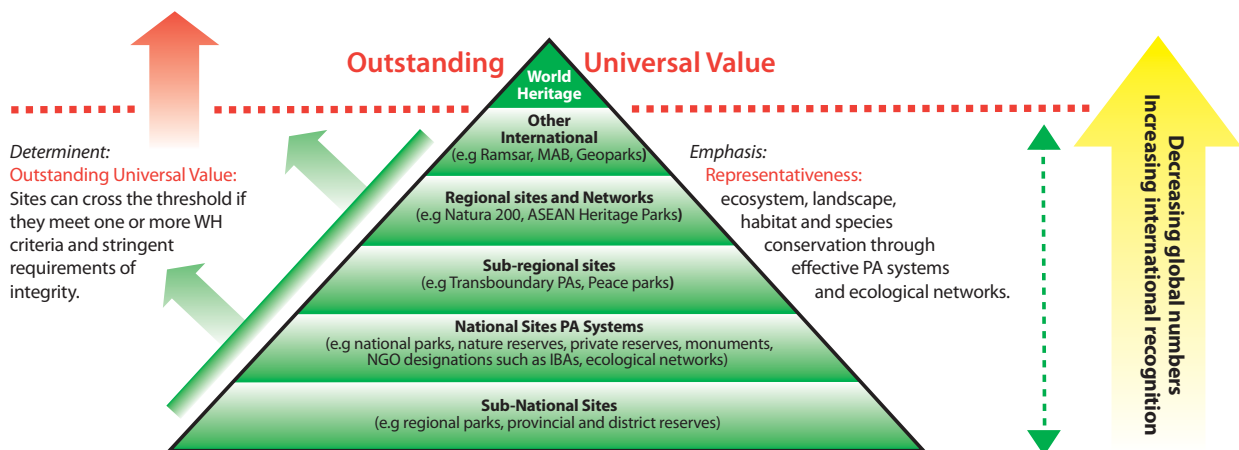 Outstanding Universal Value
World
Heritage
Other
International
(e.g Ramsar, MAB, Geoparks)
Regional sites and Networks
(e.g Natura 200, ASEAN Heritage Parks)
Sub-regional sites
(e.g Transboundary PAs, Peace parks)
National Sites PA Systems
(e.g national parks, nature reserves, private reserves, monuments,
NGO designations such as IBAs, ecological networks)
Sub-National Sites
(e.g regional parks, provincial and district reserves)
Determinent:
Outstanding Universal Value:
Sites can cross the threshold if
they meet one or more WH
criteria and stringent
requirements of
integrity.
Emphasis:
Representativeness:
ecosystem, landscape,
habitat and species
conservation through
effective PA systems
and ecological networks.
Decreasing global numbers
Increasing international recognition